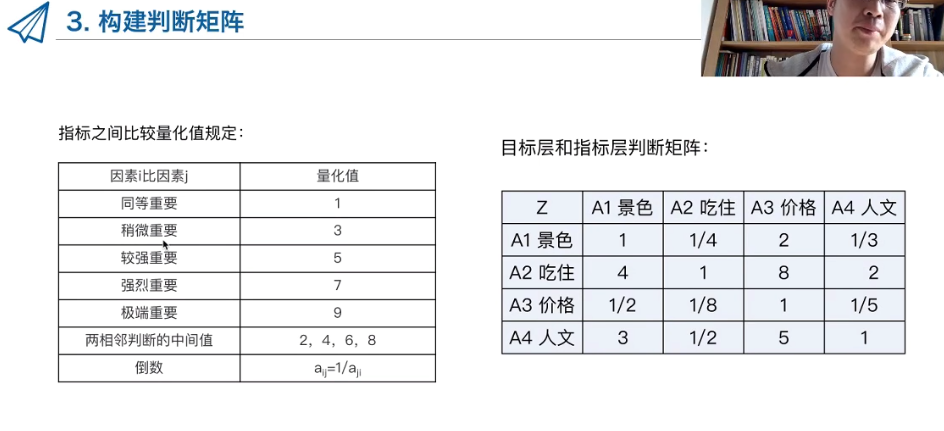 3. 构建判断矩阵
指标之间比较量化值规定：
因素i比因素j 量化值
同等重要 1
稍微重要 3
较强重要 5
强烈重要 7
极端重要 9
两相邻判断的中间值 2，4，6，8
倒数 aij=1/aji
目标层和指标层判断矩阵：
Z A1 景色 A2 吃住 A3 价格 A4 人文
A1 景色 1 1/4 2 1/3
A2 吃住 4 1 8 2
A3 价格 1/2 1/8 1 1/5
A4 人文 3 1/2 5 1